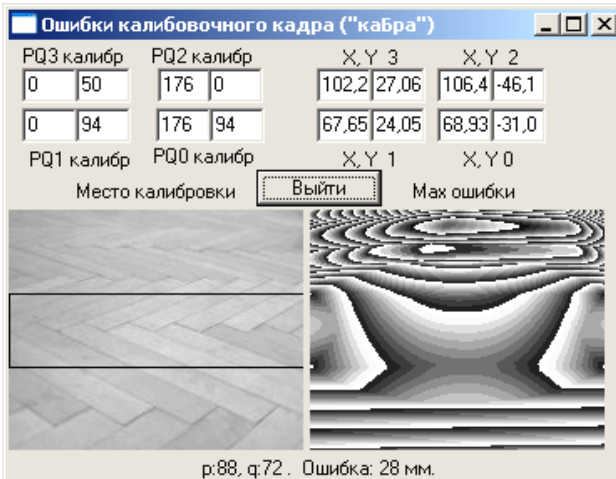 Ошибки калибовочного кадра ("каБра")
PQ3 калибр PQ2 калибр X, Y 3 X, Y 2
0 50 176 0 102,2 27,06 106,4 -46,1
0 94 176 94 67,65 24,05 68,93 -31,0
PQ1 калибр PQ0 калибр X, Y 1 X, Y 0
Место калибровки Выйти Мах ошибки
p:88, q:72 . Ошибка: 28 мм.